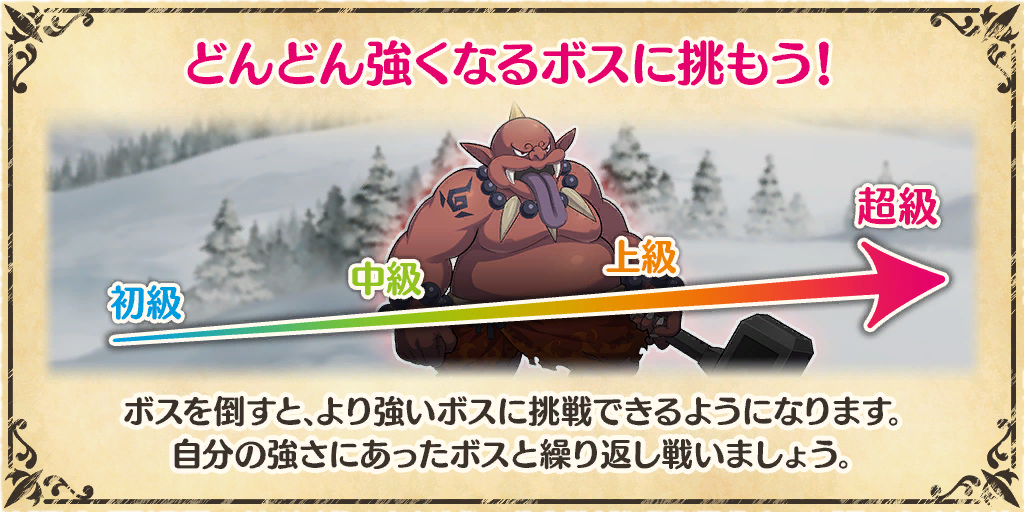 どんどん強くなるボスに挑もう!
超級
上級
中級
初級
ボスを倒すと、より強いボスに挑戦できるようになります。
自分の強さにあったボスと繰り返し戦いましょう。